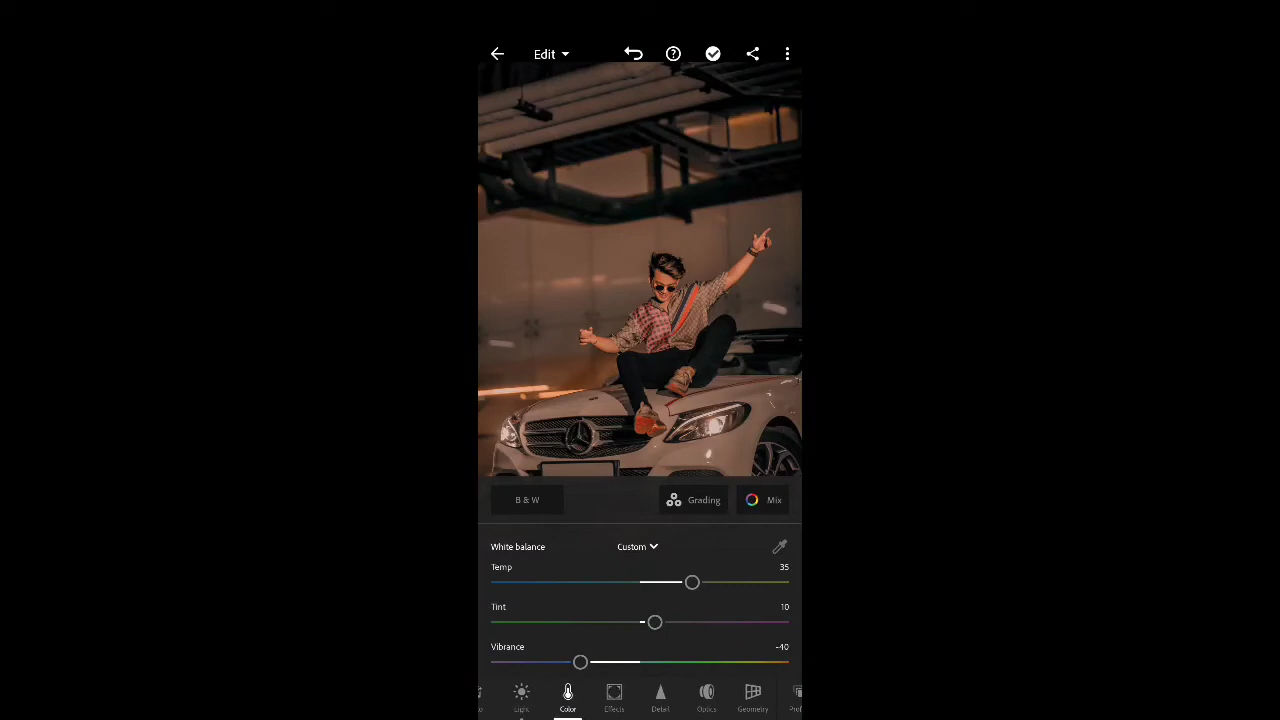 Edit
B & W
Grading
Mix
White balance
Custom
Temp
35
Tint
10
Vibrance
-40
Light
Color
Effects
Detail
Optics
Geometry